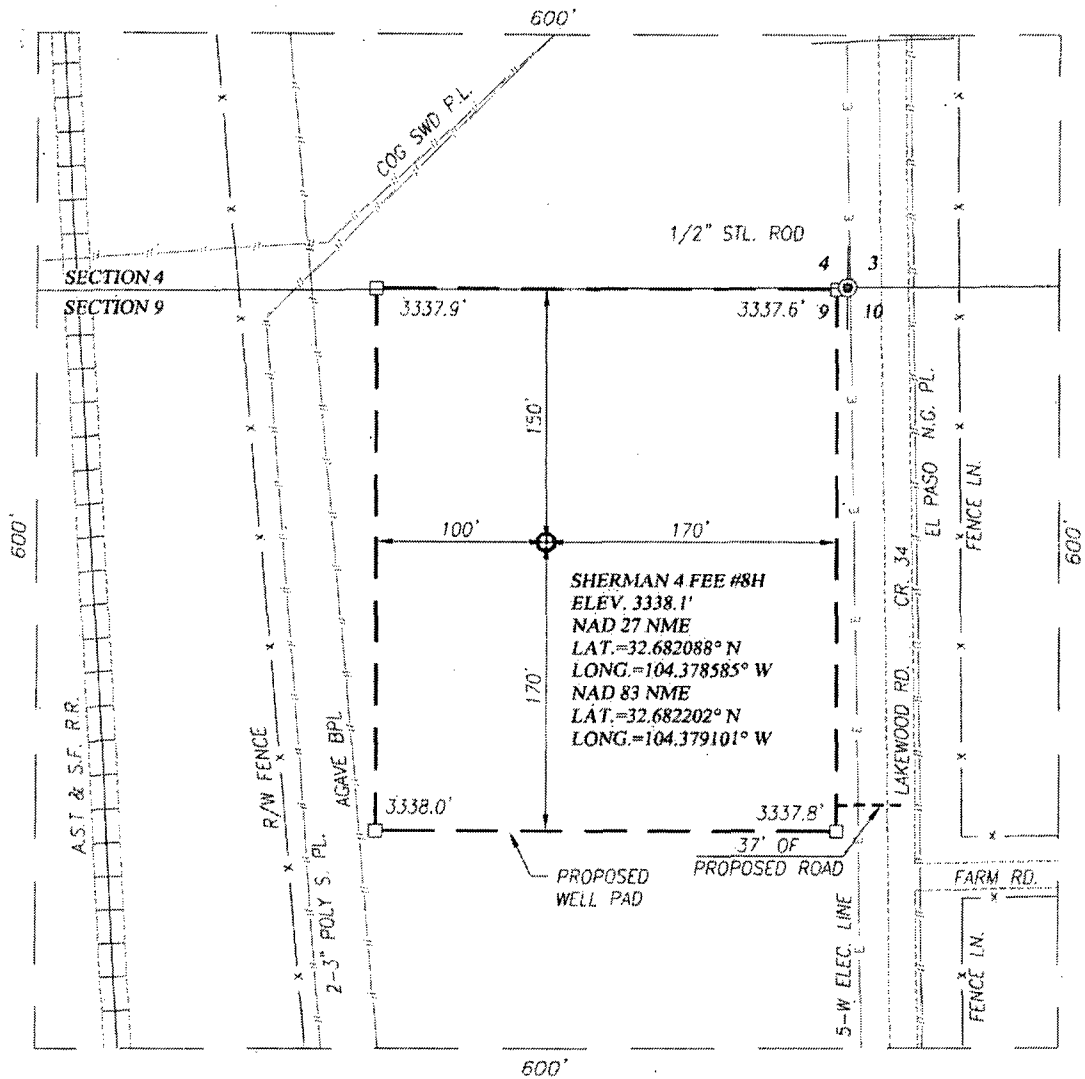 600'
COG SWD P.L.
1/2" STL. ROD
4 3
SECTION 4
SECTION 9
3337.9'
3337.6'
9 10
150'
EL PASO N.G. PL.
FENCE LN.
600'
100'
170'
600'
SHERMAN 4 FEE #8H
ELEV. 3338.1'
NAD 27 NME
LAT.=32.682088° N
LONG.=104.378585° W
NAD 83 NME
LAT.=32.682202° N
LONG.=104.379101° W
170'
LAKEWOOD RD. CR. 34
A.S.T & S.F. R.R.
R/W FENCE
AGAVE BPL
3338.0'
3337.8'
37' OF
PROPOSED ROAD
PROPOSED
WELL PAD
FARM RD.
2-3" POLY S. PL.
5-W ELEC. LINE
FENCE LN.
600'